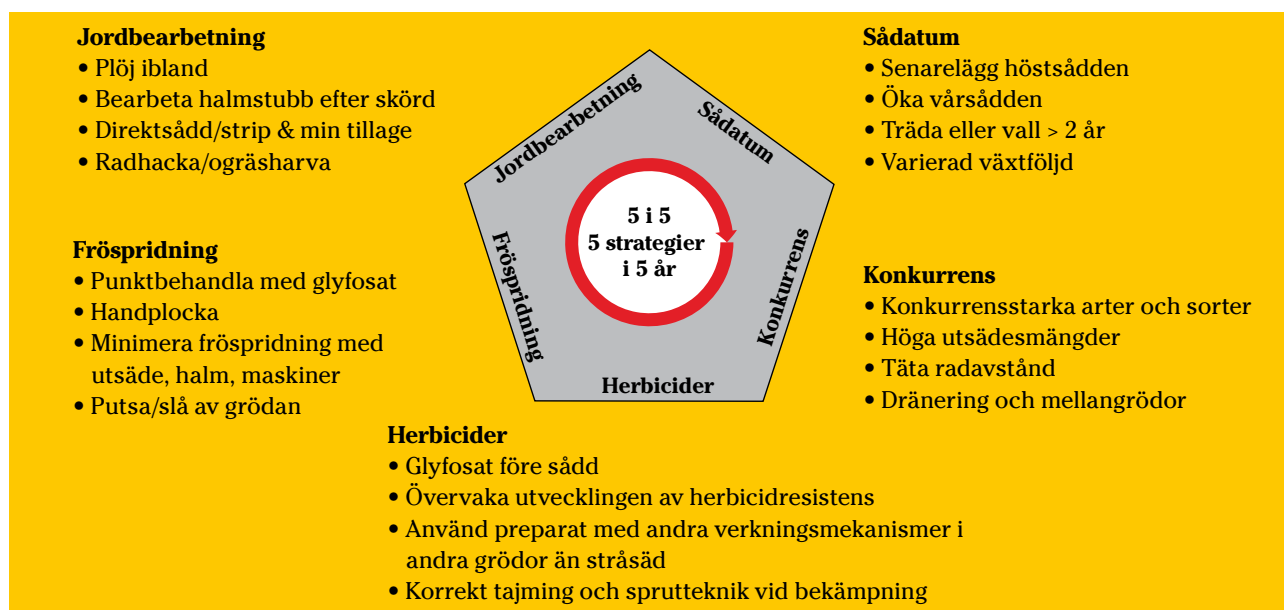 Jordbearbetning
• Plöj ibland
• Bearbeta halmstubb efter skörd
• Direktsådd/strip & min tillage
• Radhacka/ogräsharva
Sådatum
• Senarelägg höstsådden
• Öka vårsådden
• Träda eller vall > 2 år
• Varierad växtföljd
Jordbearbetning
Sådatum
Fröspridning
Konkurrens
Herbicider
5 i 5
5 strategier
i 5 år
Fröspridning
• Punktbehandla med glyfosat
• Handplocka
• Minimera fröspridning med
utsäde, halm, maskiner
• Putsa/slå av grödan
Konkurrens
• Konkurrensstarka arter och sorter
• Höga utsädesmängder
• Täta radavstånd
• Dränering och mellangrödor
Herbicider
• Glyfosat före sådd
• Övervaka utvecklingen av herbicidresistens
• Använd preparat med andra verkningsmekanismer i
andra grödor än stråsäd
• Korrekt tajming och sprutteknik vid bekämpning